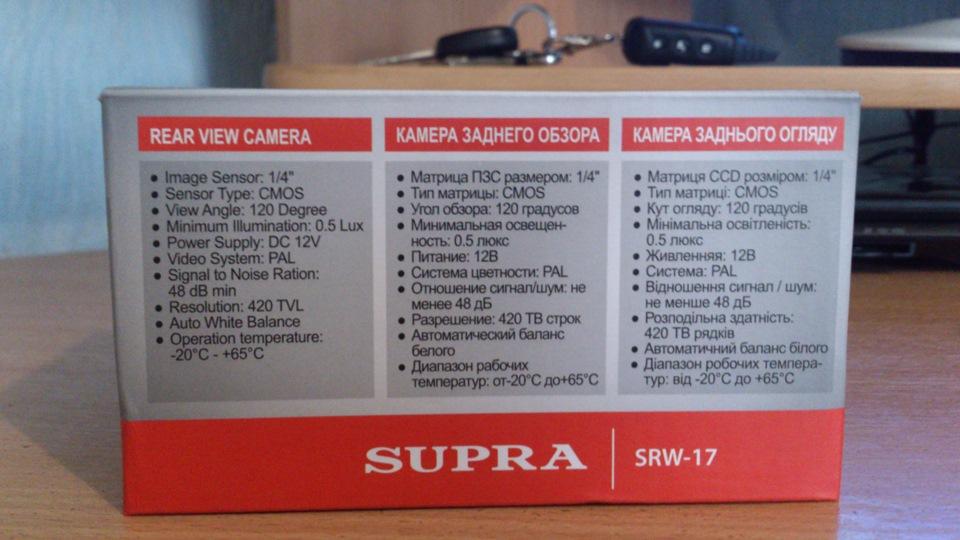 REAR VIEW CAMERA
• Image Sensor: 1/4"
• Sensor Type: CMOS
• View Angle: 120 Degree
• Minimum Illumination: 0.5 Lux
• Power Supply: DC 12V
• Video System: PAL
• Signal to Noise Ration:
48 dB min
• Resolution: 420 TVL
• Auto White Balance
• Operation temperature:
-20°C - +65°C
КАМЕРА ЗАДНЕГО ОБЗОРА
• Матрица ПЗС размером: 1/4"
• Тип матрицы: CMOS
• Угол обзора: 120 градусов
• Минимальная освещен-
ность: 0.5 люкс
• Питание: 12В
• Система цветности: PAL
• Отношение сигнал/шум: не
менее 48 дБ
• Разрешение: 420 ТВ строк
• Автоматический баланс
белого
• Диапазон рабочих
температур: от-20°C до+65°C
КАМЕРА ЗАДНЬОГО ОГЛЯДУ
• Матриця CCD розміром: 1/4"
• Тип матриці: CMOS
• Кут огляду: 120 градусів
• Мінімальна освітленість:
0.5 люкс
• Живленняя: 12В
• Система: PAL
• Відношення сигнал / шум:
не менше 48 дБ
• Розподільна здатність:
420 ТВ рядків
• Автоматичний баланс білого
• Діапазон робочих темпера-
тур: від -20°C до +65°C
SUPRA
SRW-17